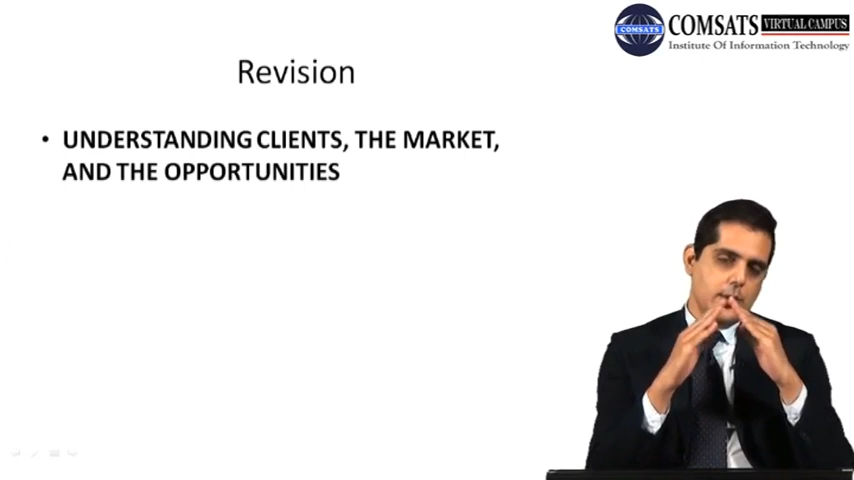 COMSATS VIRTUAL CAMPUS
Institute Of Information Technology
COMSATS
Revision
• UNDERSTANDING CLIENTS, THE MARKET,
AND THE OPPORTUNITIES